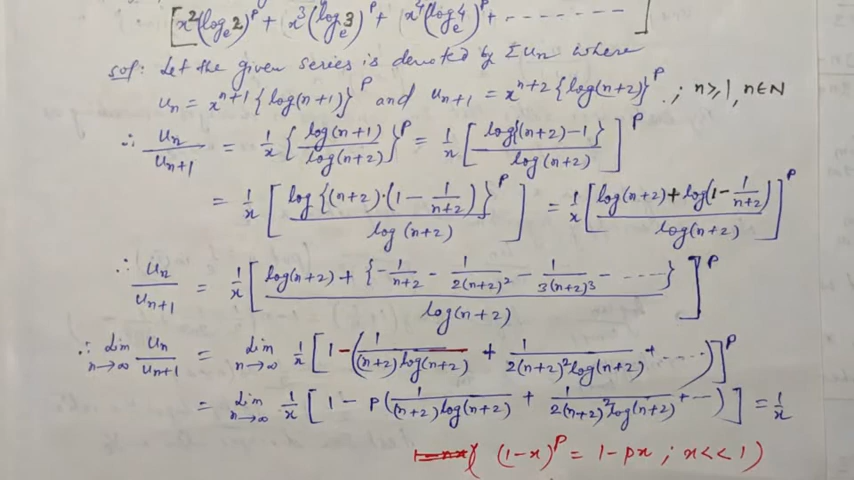 [x²(logₑ2)ᵖ + x³(logₑ3)ᵖ + x⁴(logₑ4)ᵖ + ........]
Sol: Let the given series is denoted by Σuₙ where
uₙ = xⁿ⁺¹{log(n+1)}ᵖ and uₙ₊₁ = xⁿ⁺²{log(n+2)}ᵖ ; n⩾1, n∈N
∴ uₙ/uₙ₊₁ = 1/x {log(n+1)/log(n+2)}ᵖ = 1/x [log{(n+2)-1}/log(n+2)]ᵖ
= 1/x [log{(n+2)·(1 - 1/(n+2))}/log(n+2)]ᵖ = 1/x [(log(n+2) + log(1 - 1/(n+2)))/log(n+2)]ᵖ
∴ uₙ/uₙ₊₁ = 1/x [(log(n+2) + {-1/(n+2) - 1/2(n+2)² - 1/3(n+2)³ - ....})/log(n+2)]ᵖ
∴ lim n→∞ uₙ/uₙ₊₁ = lim n→∞ 1/x [1 - (1/(n+2)log(n+2) + 1/2(n+2)²log(n+2) + ....)]ᵖ
= lim n→∞ 1/x [1 - p(1/(n+2)log(n+2) + 1/2(n+2)²log(n+2) + --)] = 1/x
((1-x)ᵖ = 1-px ; x<<1)